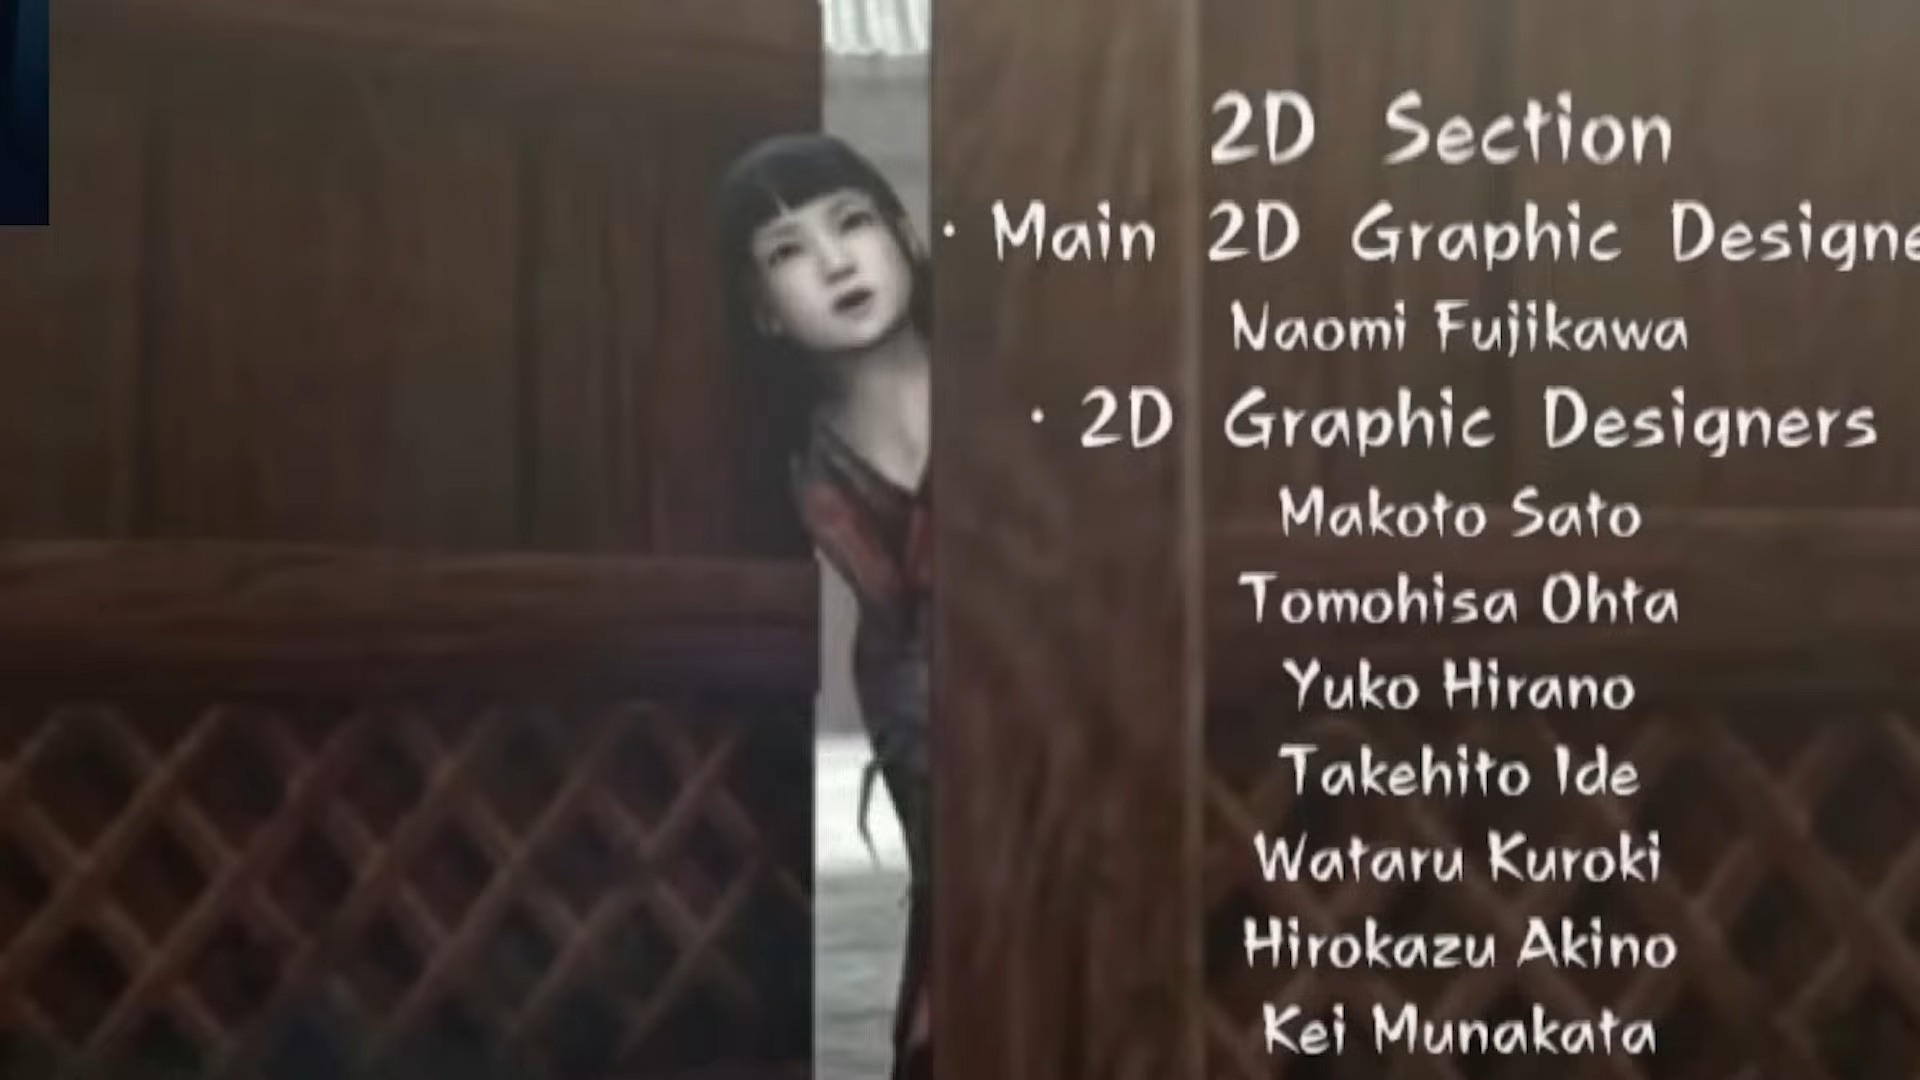 2D Section
· Main 2D Graphic Designe
Naomi Fujikawa
· 2D Graphic Designers
Makoto Sato
Tomohisa Ohta
Yuko Hirano
Takehito Ide
Wataru Kuroki
Hirokazu Akino
Kei Munakata